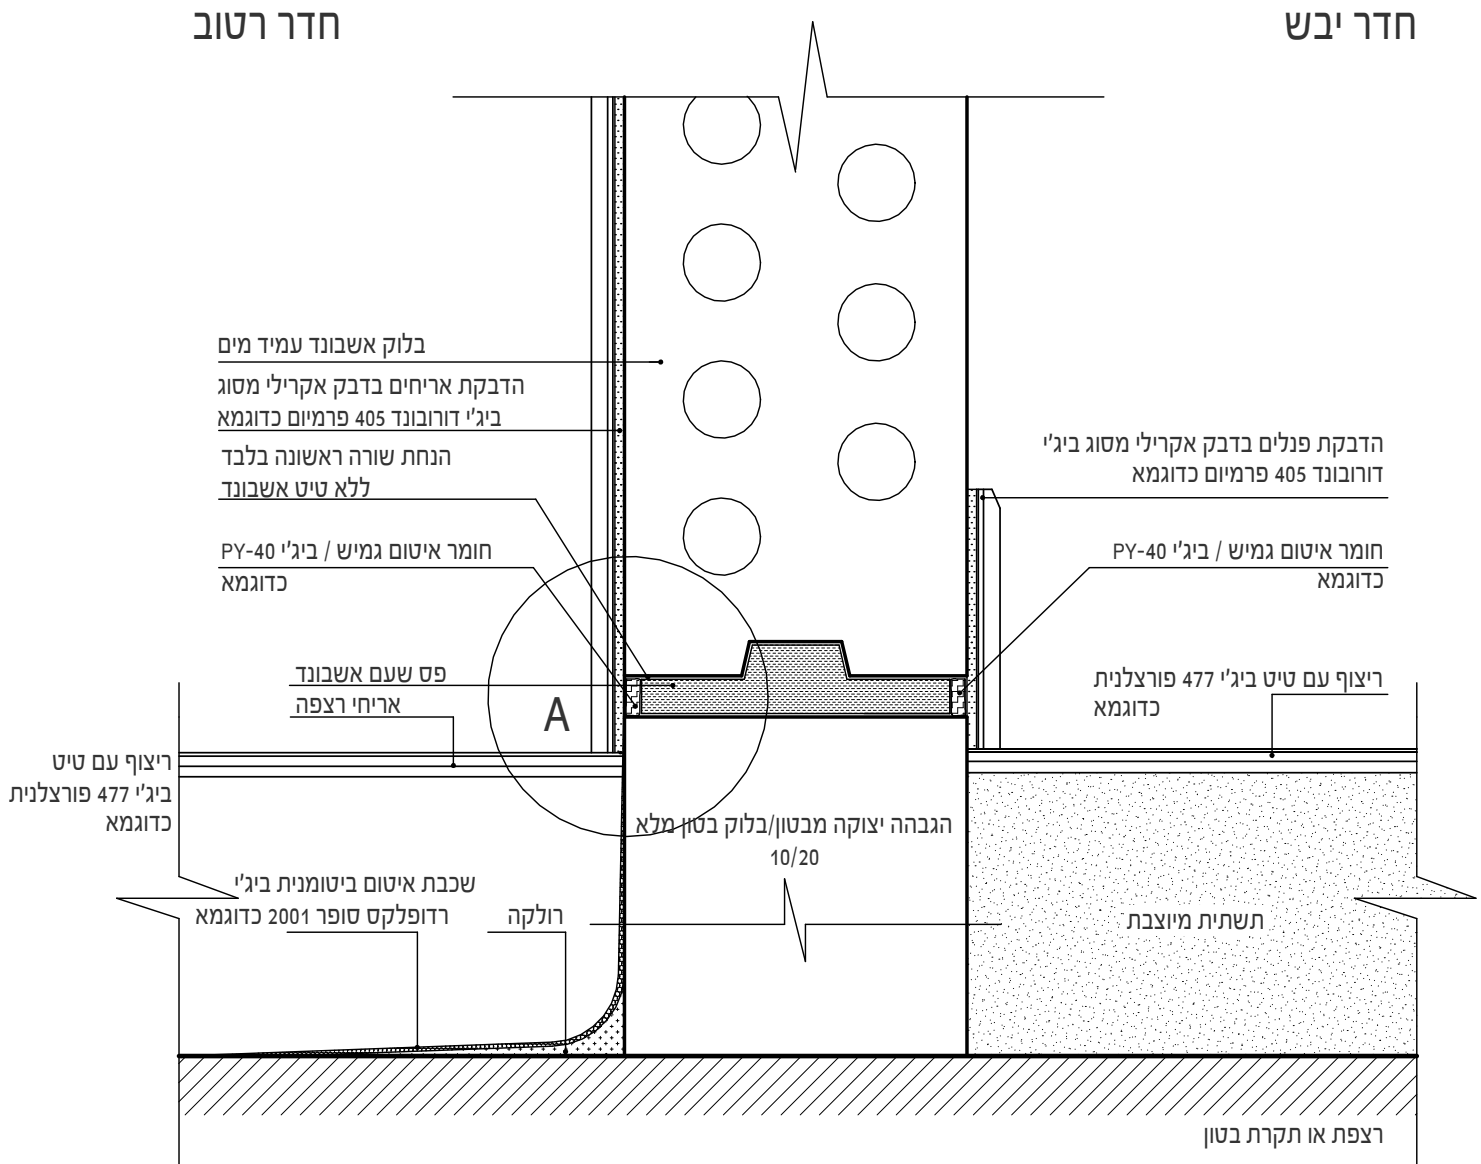 חדר יבש
חדר רטוב
בלוק אשבונד עמיד מים
הדבקת אריחים בדבק אקרילי מסוג
ביג'י דורובונד 405 פרמיום כדוגמא
הנחת שורה ראשונה בלבד
ללא טיט אשבונד
חומר איטום גמיש / ביג'י PY-40
כדוגמא
פס שעם אשבונד
אריחי רצפה
A
ריצוף עם טיט
ביג'י 477 פורצלנית
כדוגמא
הדבקת פנלים בדבק אקרילי מסוג ביג'י
דורובונד 405 פרמיום כדוגמא
חומר איטום גמיש / ביג'י PY-40
כדוגמא
ריצוף עם טיט ביג'י 477 פורצלנית
כדוגמא
הגבהה יצוקה מבטון/בלוק בטון מלא
10/20
שכבת איטום ביטומנית ביג'י
רדופלקס סופר 2001 כדוגמא
רולקה
תשתית מיוצבת
רצפת או תקרת בטון